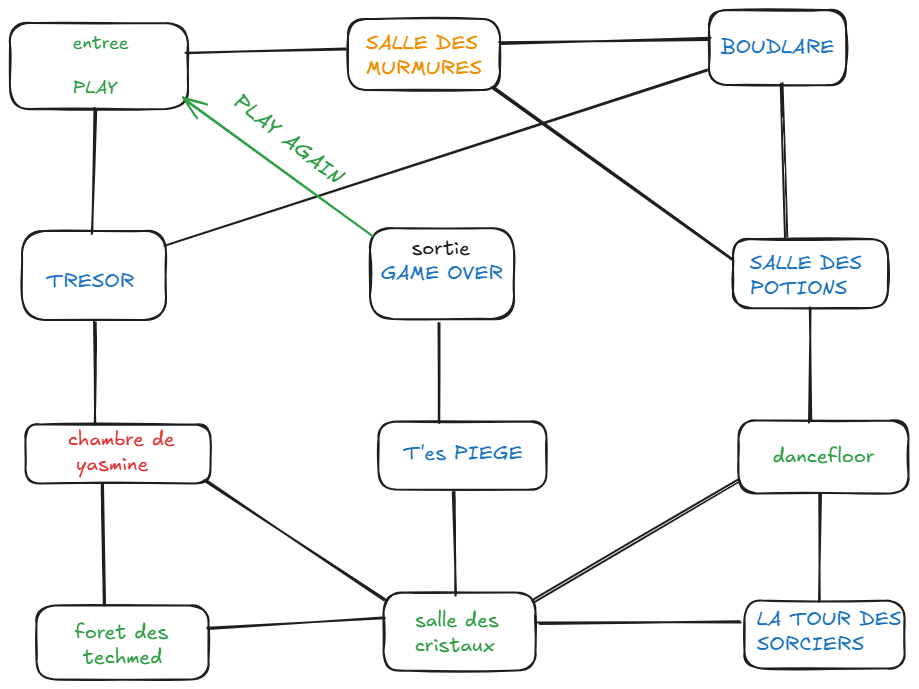 entree
PLAY
SALLE DES
MURMURES
BOUDLARE
PLAY AGAIN
TRESOR
sortie
GAME OVER
SALLE DES
POTIONS
chambre de
yasmine
T'es PIEGE
dancefloor
foret des
techmed
salle des
cristaux
LA TOUR DES
SORCIERS